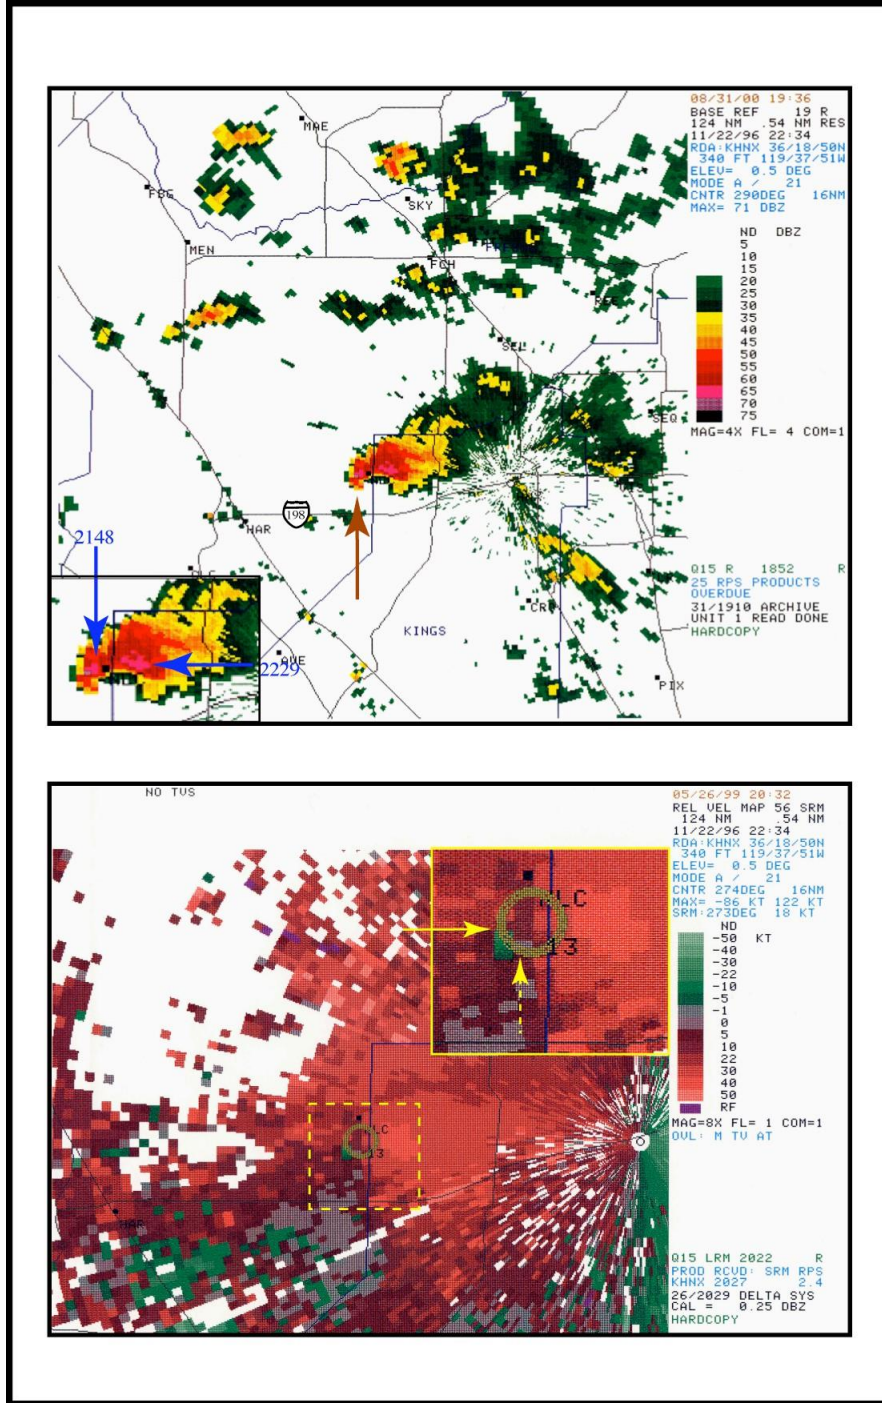 08/31/00 19:36
BASE REF 19 R
124 NM .54 NM RES
11/22/96 22:34
RDA:KHNX 36/18/50N
340 FT 119/37/51W
ELEV= 0.5 DEG
MODE A / 21
CNTR 290DEG 16NM
MAX= 71 DBZ
ND DBZ
5
10
15
20
25
30
35
40
45
50
55
60
65
70
75
MAG=4X FL= 4 COM=1
Q15 R 1852 R
25 RPS PRODUCTS
OVERDUE
31/1910 ARCHIVE
UNIT 1 READ DONE
HARDCOPY
MAE
FBG
SKY
MEN
FCH
REE
SEL
SEQ
198
HAR
2148
KINGS
AVE
2229
PIX
NO TVS
05/26/99 20:32
REL VEL MAP 56 SRM
124 NM .54 NM
11/22/96 22:34
RDA:KHNX 36/18/50N
340 FT 119/37/51W
ELEV= 0.5 DEG
MODE A / 21
CNTR 274DEG 16NM
MAX= -86 KT 122 KT
SRM:273DEG 18 KT
ND
-50 KT
-40
-30
-22
-10
-5
-1
0
5
10
22
30
40
50
RF
MAG=8X FL= 1 COM=1
OVL: M TV AT
Q15 LRM 2022 R
PROD RCVD: SRM RPS
KHNX 2027 2.4
26/2029 DELTA SYS
CAL = 0.25 DBZ
HARDCOPY
LC
13
HAR